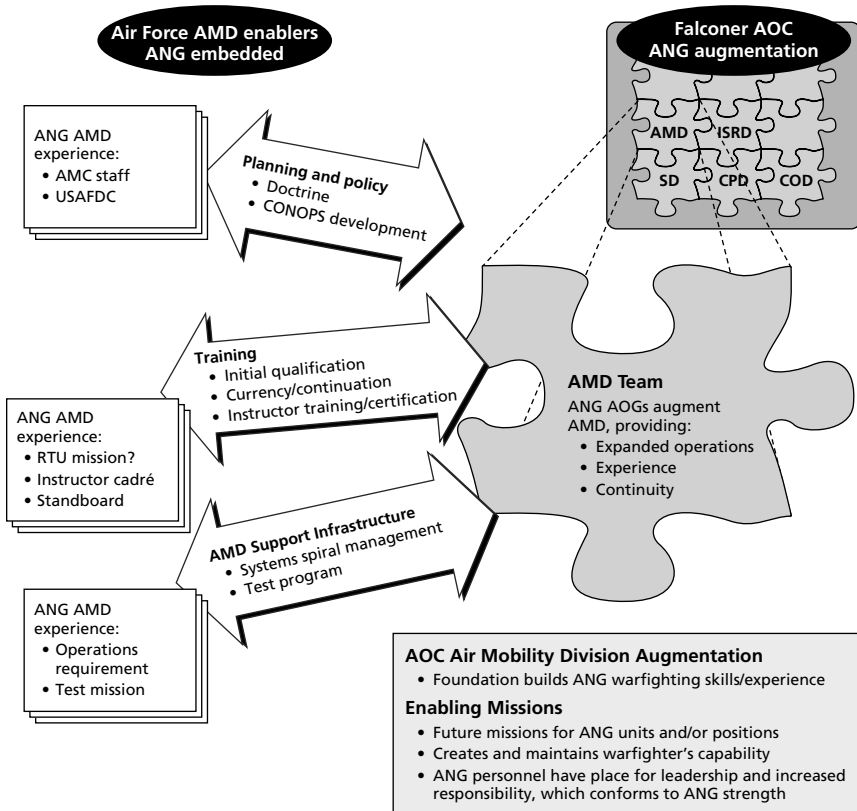 Air Force AMD enablers
ANG embedded
Falconer AOC
ANG augmentation
AMD ISRD
SD CPD COD
ANG AMD
experience:
• AMC staff
• USAFDC
Planning and policy
• Doctrine
• CONOPS development
Training
• Initial qualification
• Currency/continuation
• Instructor training/certification
ANG AMD
experience:
• RTU mission?
• Instructor cadré
• Standboard
AMD Team
ANG AOGs augment
AMD, providing:
• Expanded operations
• Experience
• Continuity
AMD Support Infrastructure
• Systems spiral management
• Test program
ANG AMD
experience:
• Operations
requirement
• Test mission
AOC Air Mobility Division Augmentation
• Foundation builds ANG warfighting skills/experience
Enabling Missions
• Future missions for ANG units and/or positions
• Creates and maintains warfighter’s capability
• ANG personnel have place for leadership and increased
responsibility, which conforms to ANG strength